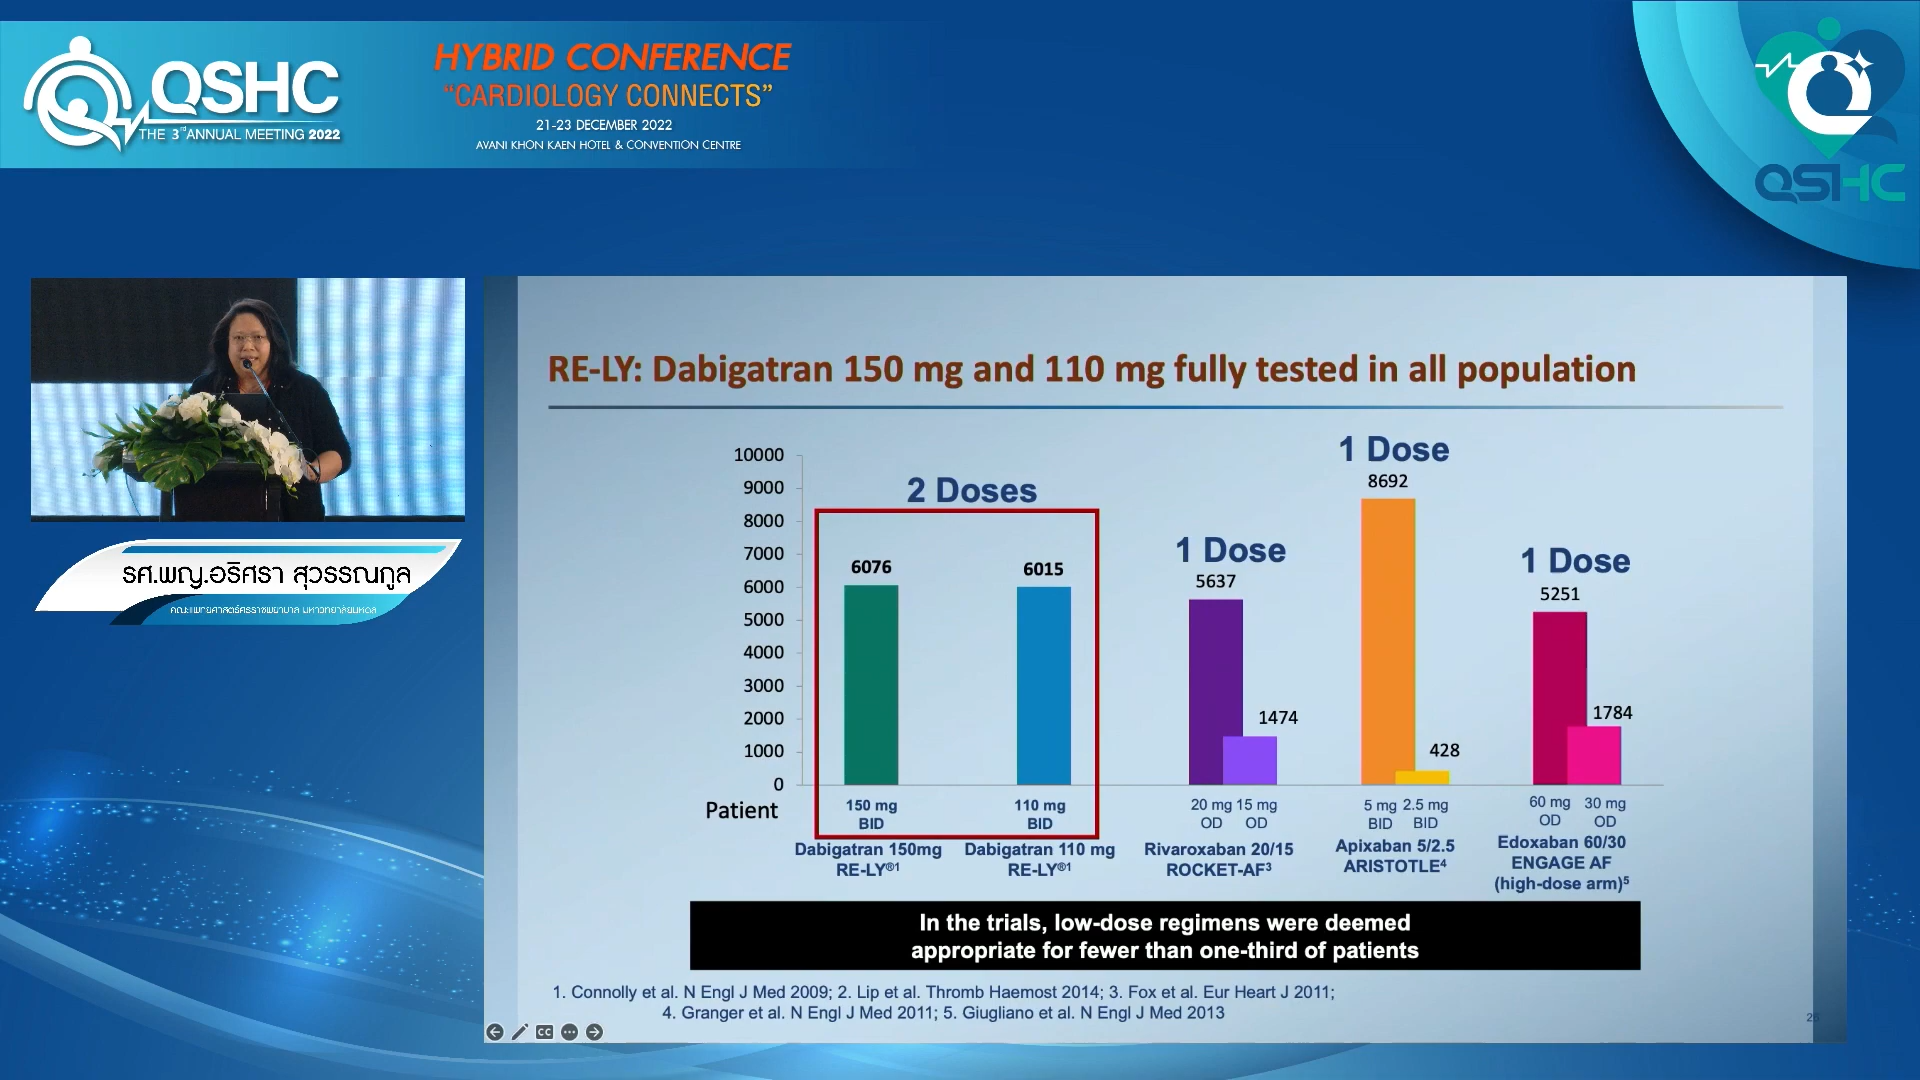 QSHC
THE 3rd ANNUAL MEETING 2022
HYBRID CONFERENCE
“CARDIOLOGY CONNECTS”
21-23 DECEMBER 2022
AVANI KHON KAEN HOTEL & CONVENTION CENTRE
QSHC
รศ.พญ.อริศรา สุวรรณกูล
คณะแพทยศาสตร์ศิริราชพยาบาล มหาวิทยาลัยมหิดล
RE-LY: Dabigatran 150 mg and 110 mg fully tested in all population
10000
9000
8000
7000
6000
5000
4000
3000
2000
1000
0
Patient
2 Doses
6076
6015
1 Dose
5637
1474
1 Dose
8692
428
1 Dose
5251
1784
150 mg
BID
110 mg
BID
20 mg 15 mg
OD OD
5 mg 2.5 mg
BID BID
60 mg 30 mg
OD OD
Dabigatran 150mg
RE-LY®1
Dabigatran 110 mg
RE-LY®1
Rivaroxaban 20/15
ROCKET-AF3
Apixaban 5/2.5
ARISTOTLE4
Edoxaban 60/30
ENGAGE AF
(high-dose arm)5
In the trials, low-dose regimens were deemed
appropriate for fewer than one-third of patients
1. Connolly et al. N Engl J Med 2009; 2. Lip et al. Thromb Haemost 2014; 3. Fox et al. Eur Heart J 2011;
4. Granger et al. N Engl J Med 2011; 5. Giugliano et al. N Engl J Med 2013
CC